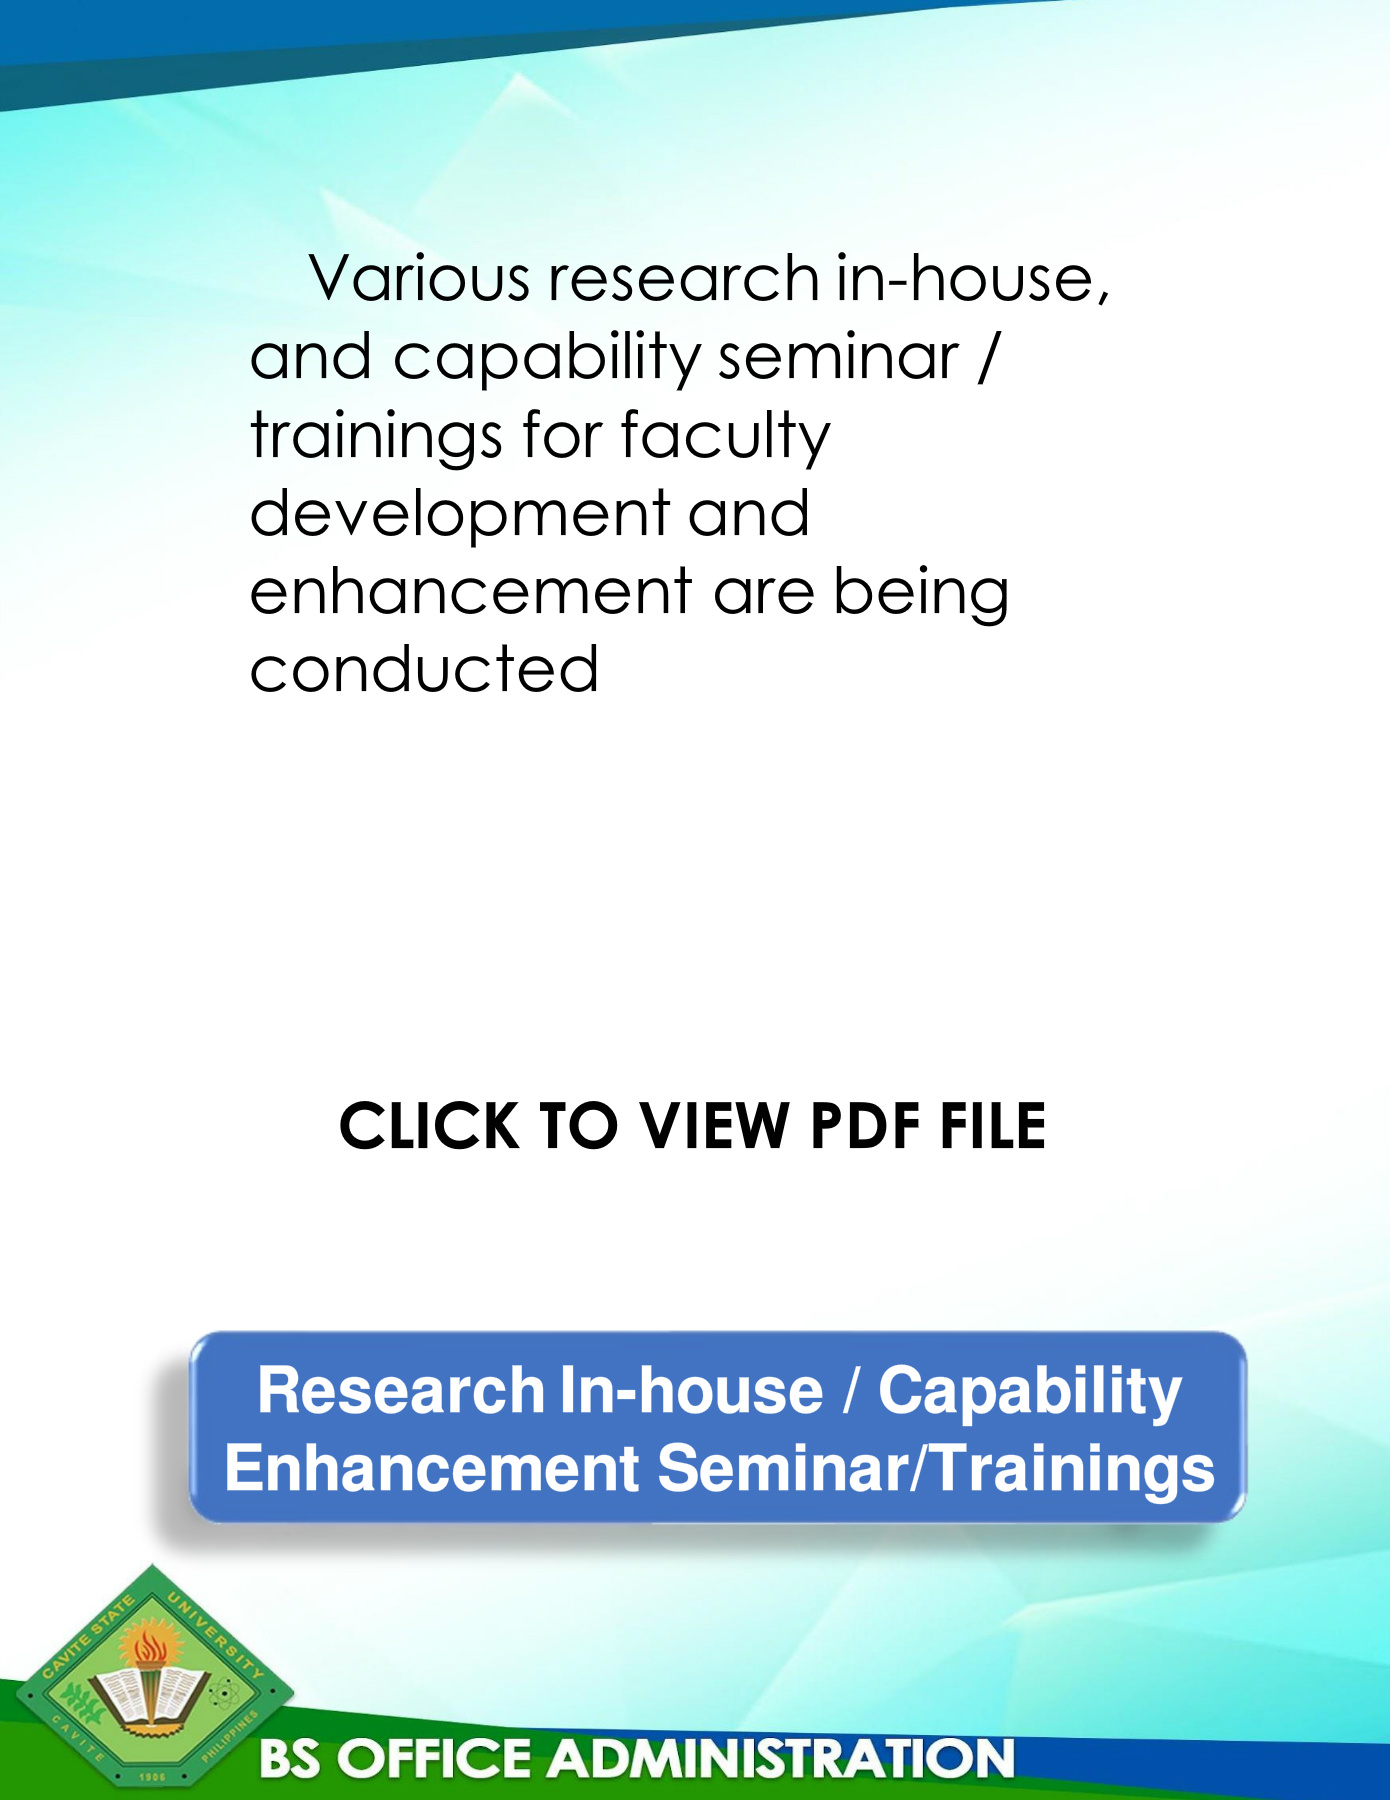 Various research in-house,
and capability seminar /
trainings for faculty
development and
enhancement are being
conducted
CLICK TO VIEW PDF FILE
Research In-house / Capability
Enhancement Seminar/Trainings
CAVITE STATE UNIVERSITY
CAVITE
PHILIPPINES
1906
BS OFFICE ADMINISTRATION